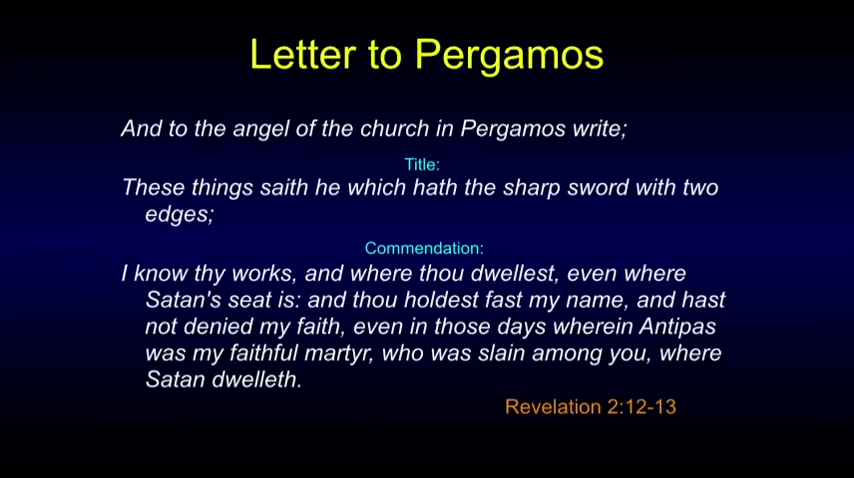 Letter to Pergamos
And to the angel of the church in Pergamos write;
Title:
These things saith he which hath the sharp sword with two
edges;
Commendation:
I know thy works, and where thou dwellest, even where
Satan's seat is: and thou holdest fast my name, and hast
not denied my faith, even in those days wherein Antipas
was my faithful martyr, who was slain among you, where
Satan dwelleth.
Revelation 2:12-13